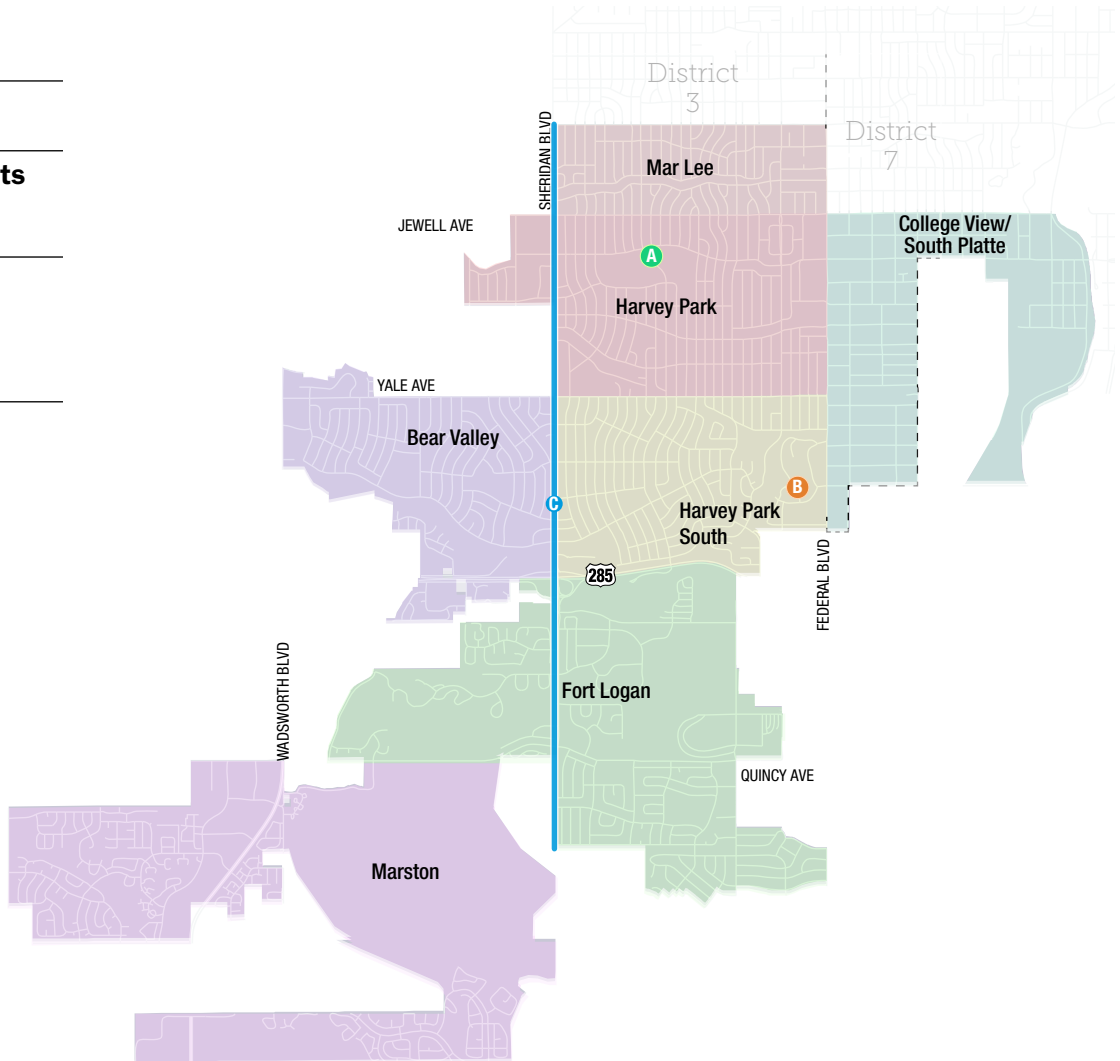 ts
District
3
District
7
SHERIDAN BLVD
Mar Lee
JEWELL AVE
College View/
South Platte
A
Harvey Park
YALE AVE
Bear Valley
B
C
Harvey Park
South
285
FEDERAL BLVD
WADSWORTH BLVD
Fort Logan
QUINCY AVE
Marston